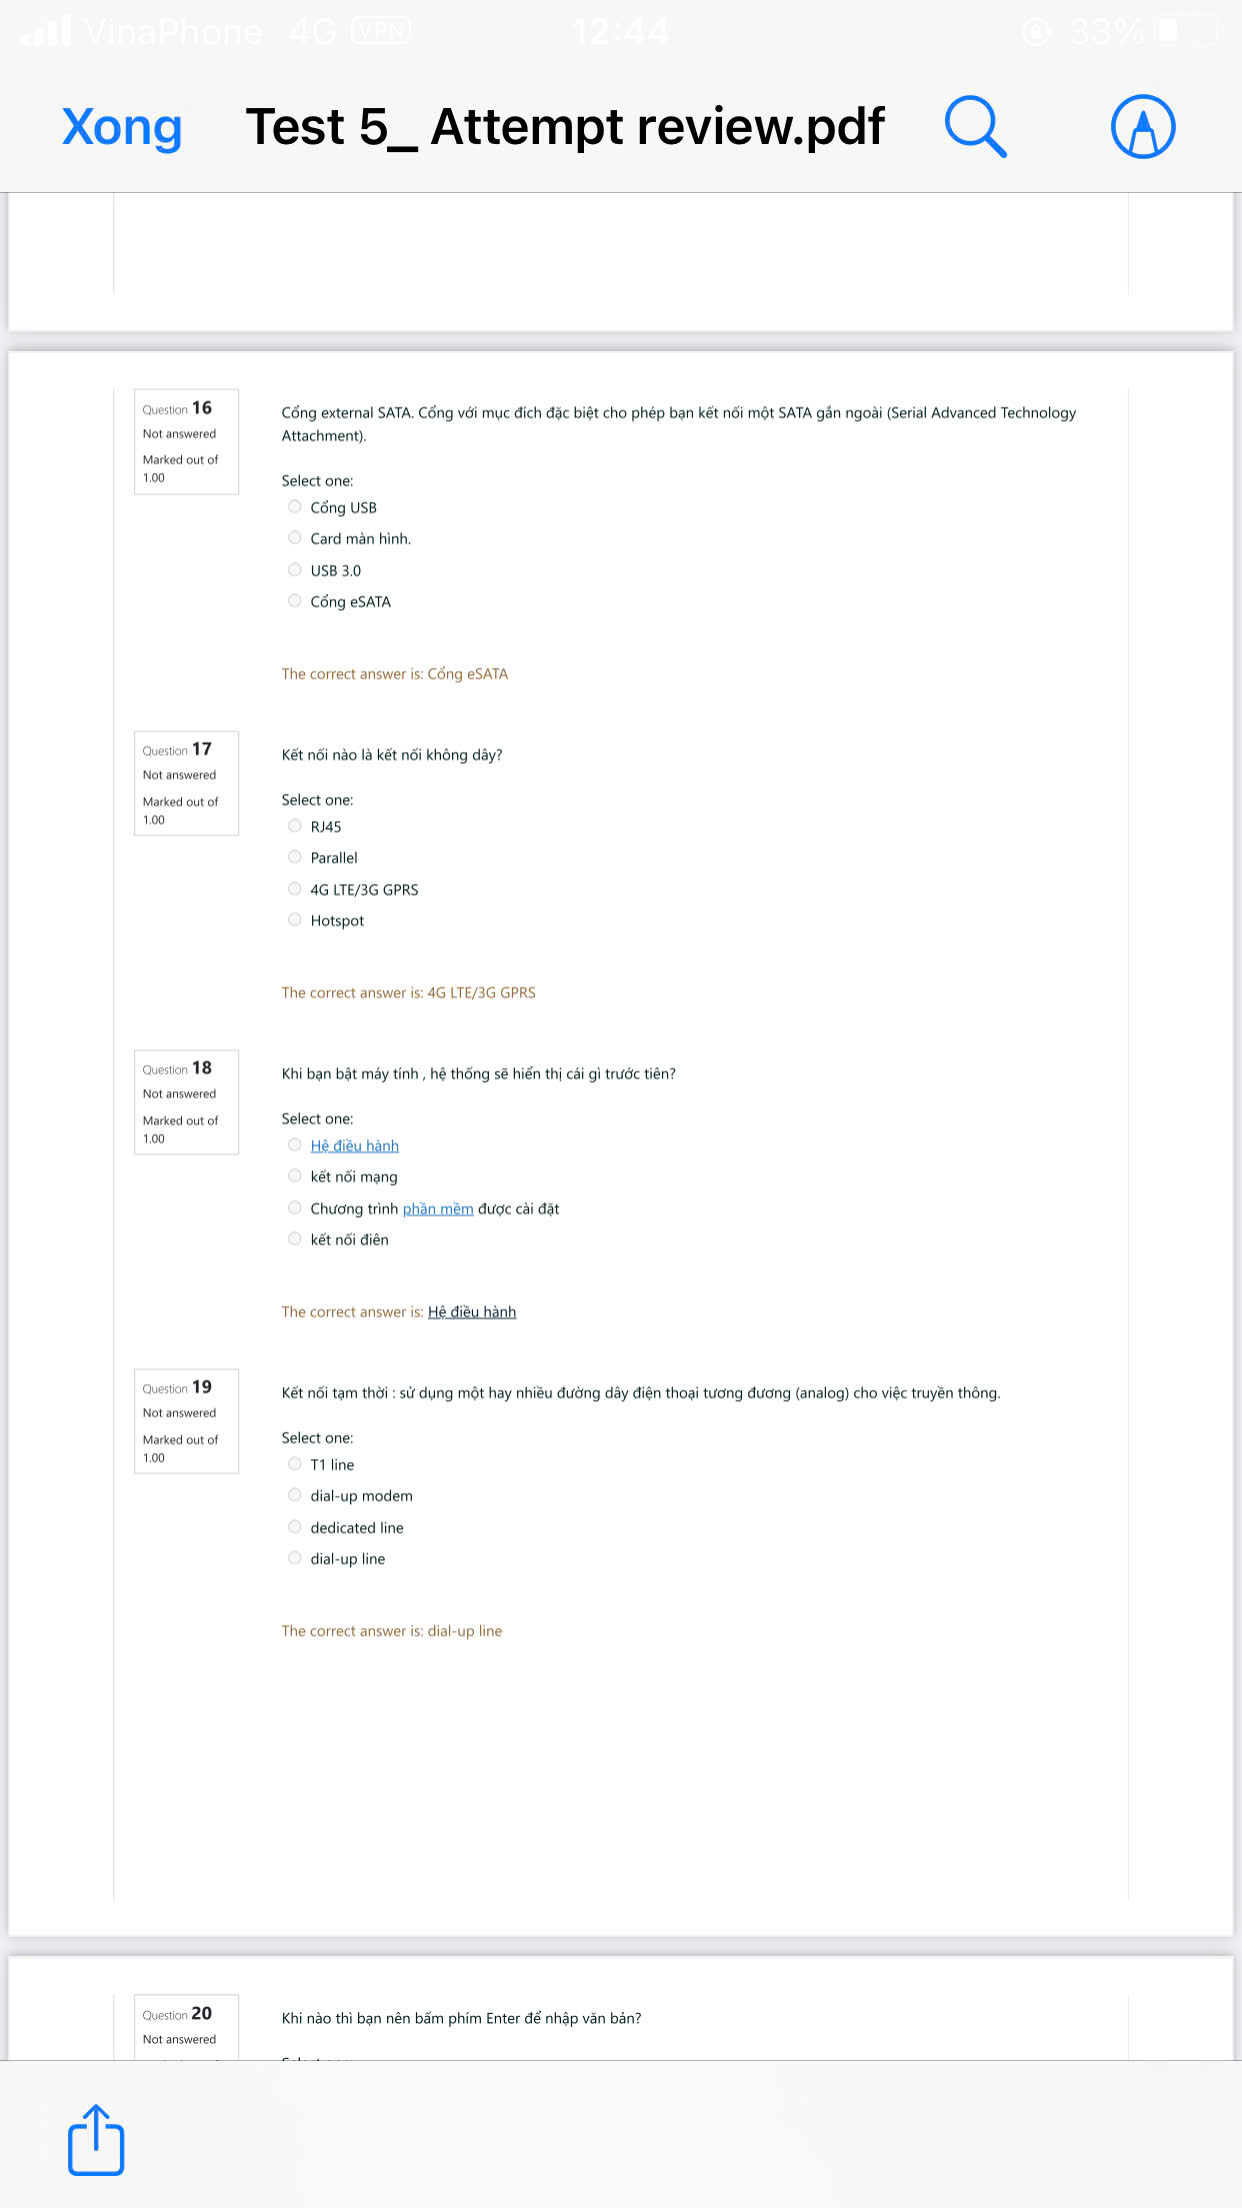 VinaPhone 4G VPN 12:44 33%
Xong Test 5_ Attempt review.pdf
Question 16
Not answered
Marked out of
1.00
Cổng external SATA. Cổng với mục đích đặc biệt cho phép bạn kết nối một SATA gắn ngoài (Serial Advanced Technology
Attachment).
Select one:
Cổng USB
Card màn hình.
USB 3.0
Cổng eSATA
The correct answer is: Cổng eSATA
Question 17
Not answered
Marked out of
1.00
Kết nối nào là kết nối không dây?
Select one:
RJ45
Parallel
4G LTE/3G GPRS
Hotspot
The correct answer is: 4G LTE/3G GPRS
Question 18
Not answered
Marked out of
1.00
Khi bạn bật máy tính , hệ thống sẽ hiển thị cái gì trước tiên?
Select one:
Hệ điều hành
kết nối mạng
Chương trình phần mềm được cài đặt
kết nối điên
The correct answer is: Hệ điều hành
Question 19
Not answered
Marked out of
1.00
Kết nối tạm thời : sử dụng một hay nhiều đường dây điện thoại tương đương (analog) cho việc truyền thông.
Select one:
T1 line
dial-up modem
dedicated line
dial-up line
The correct answer is: dial-up line
Question 20
Not answered
Khi nào thì bạn nên bấm phím Enter để nhập văn bản?